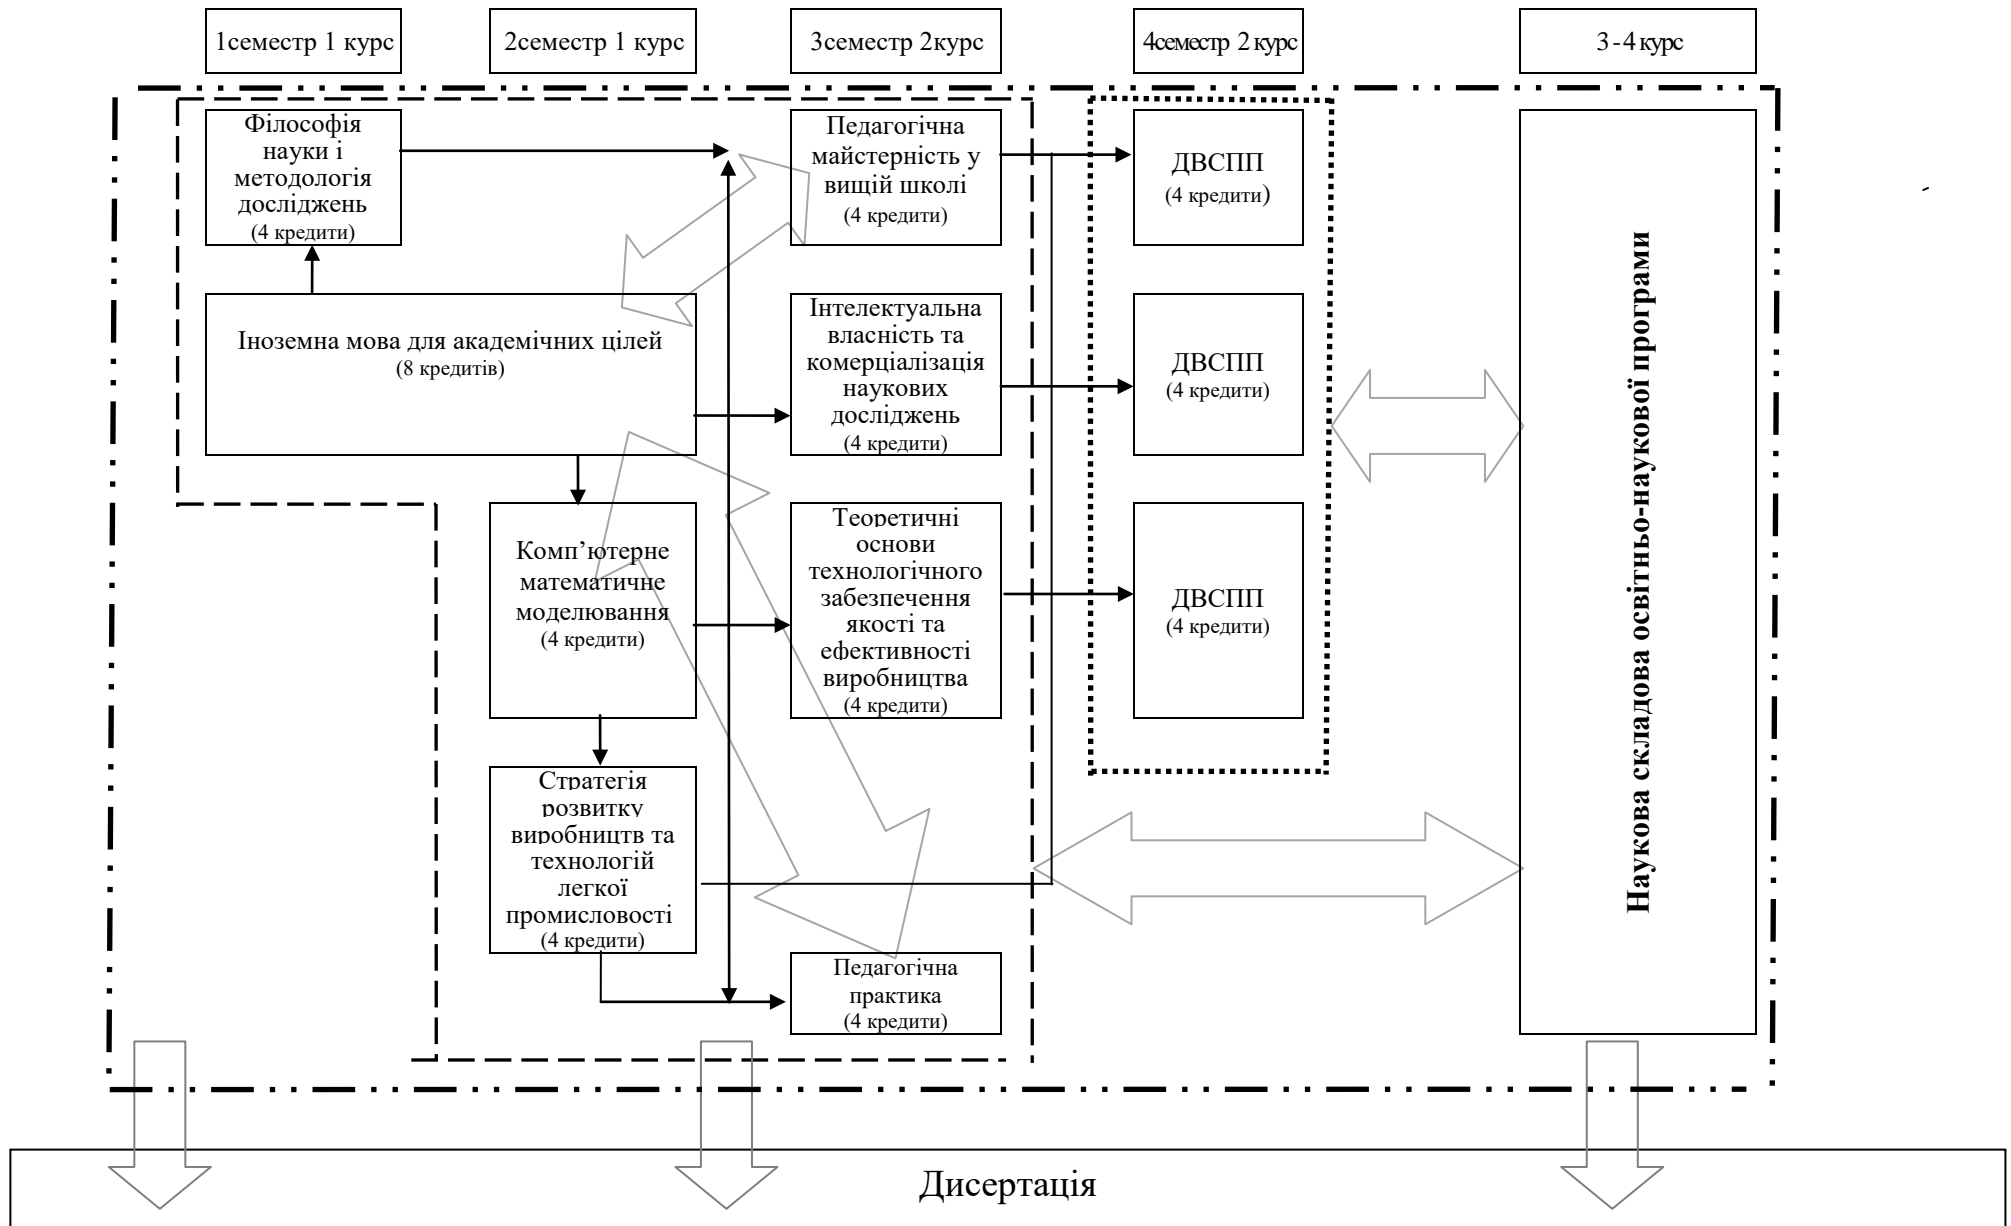 1семестр 1 курс
2семестр 1 курс
3семестр 2курс
4семестр 2 курс
3-4 курс
Філософія
науки і
методологія
досліджень
(4 кредити)
Іноземна мова для академічних цілей
(8 кредитів)
Комп’ютерне
математичне
моделювання
(4 кредити)
Стратегія
розвитку
виробництв та
технологій
легкої
промисловості
(4 кредити)
Педагогічна
майстерність у
вищій школі
(4 кредити)
Інтелектуальна
власність та
комерціалізація
наукових
досліджень
(4 кредити)
Теоретичні
основи
технологічного
забезпечення
якості та
ефективності
виробництва
(4 кредити)
Педагогічна
практика
(4 кредити)
ДВСПП
(4 кредити)
ДВСПП
(4 кредити)
ДВСПП
(4 кредити)
Наукова складова освітньо-наукової програми
Дисертація